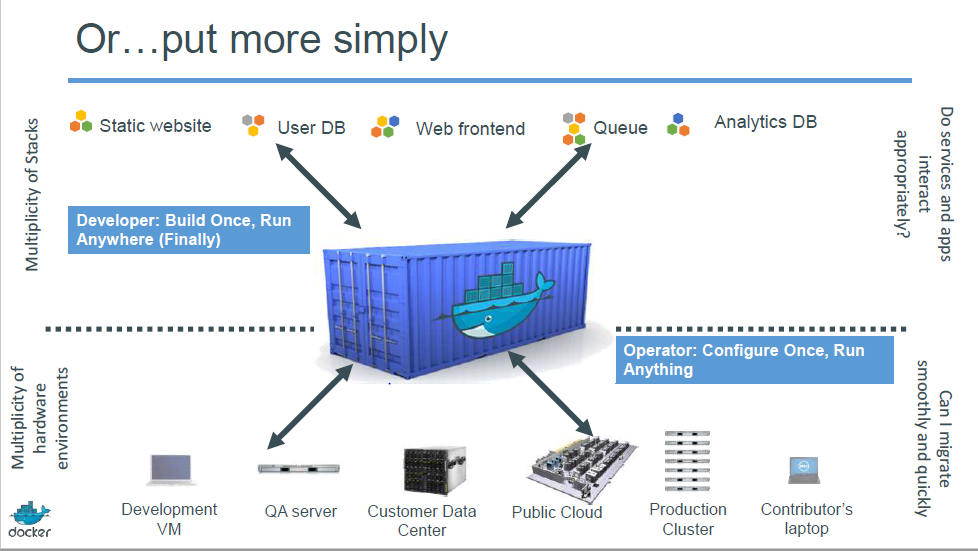 Or…put more simply
Multiplicity of Stacks
Static website
User DB
Web frontend
Queue
Analytics DB
Do services and apps
interact
appropriately?
Developer: Build Once, Run
Anywhere (Finally)
Operator: Configure Once, Run
Anything
Multiplicity of
hardware
environments
Can I migrate
smoothly and quickly
Development
VM
QA server
Customer Data
Center
Public Cloud
Production
Cluster
Contributor’s
laptop
docker